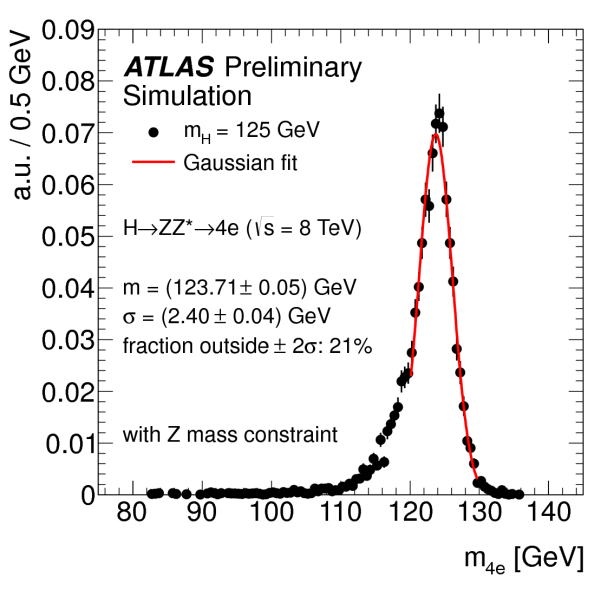 ATLAS Preliminary
Simulation
m_H = 125 GeV
Gaussian fit
H→ZZ*→4e (√s = 8 TeV)
m = (123.71± 0.05) GeV
σ = (2.40 ± 0.04) GeV
fraction outside ± 2σ: 21%
with Z mass constraint
a.u. / 0.5 GeV
0.09
0.08
0.07
0.06
0.05
0.04
0.03
0.02
0.01
0
80 90 100 110 120 130 140
m_4e [GeV]